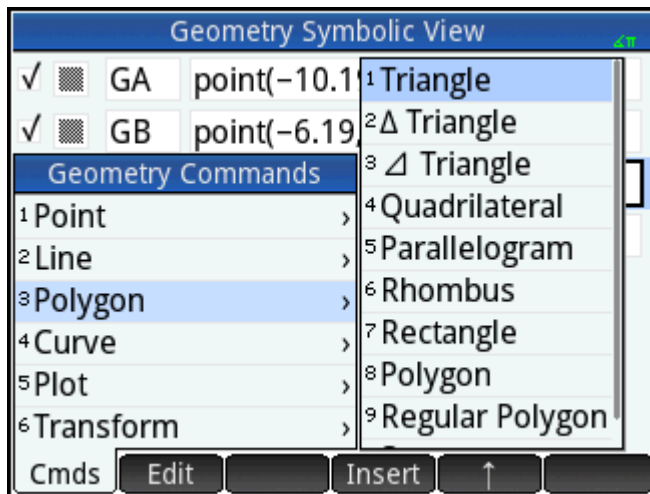 Geometry Symbolic View
∡π
√ GA point(-10.19
√ GB point(-6.19,
Geometry Commands
1 Point ›
2 Line ›
3 Polygon ›
4 Curve ›
5 Plot ›
6 Transform ›
1 Triangle
2 Δ Triangle
3 ⊿ Triangle
4 Quadrilateral
5 Parallelogram
6 Rhombus
7 Rectangle
8 Polygon
9 Regular Polygon
Cmds Edit Insert ↑